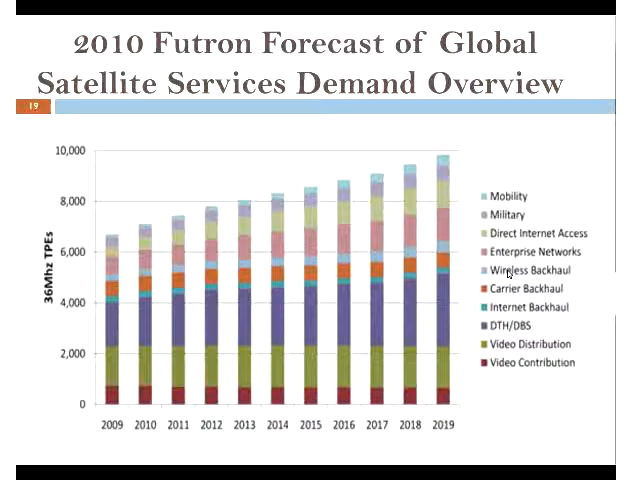 2010 Futron Forecast of Global
Satellite Services Demand Overview
19
36Mhz TPEs
10,000
8,000
6,000
4,000
2,000
0
2009 2010 2011 2012 2013 2014 2015 2016 2017 2018 2019
Mobility
Military
Direct Internet Access
Enterprise Networks
Wireless Backhaul
Carrier Backhaul
Internet Backhaul
DTH/DBS
Video Distribution
Video Contribution